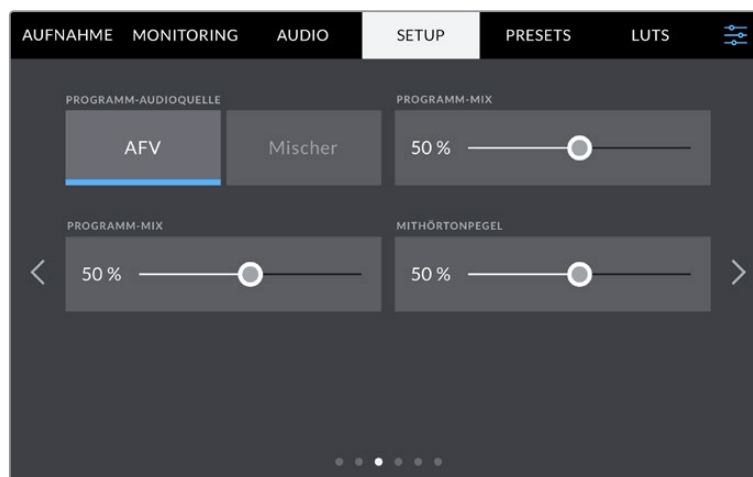 AUFNAHME MONITORING AUDIO SETUP PRESETS LUTS
PROGRAMM-AUDIOQUELLE
AFV Mischer
PROGRAMM-MIX
50 %
PROGRAMM-MIX
50 %
MITHÖRTONPEGEL
50 %